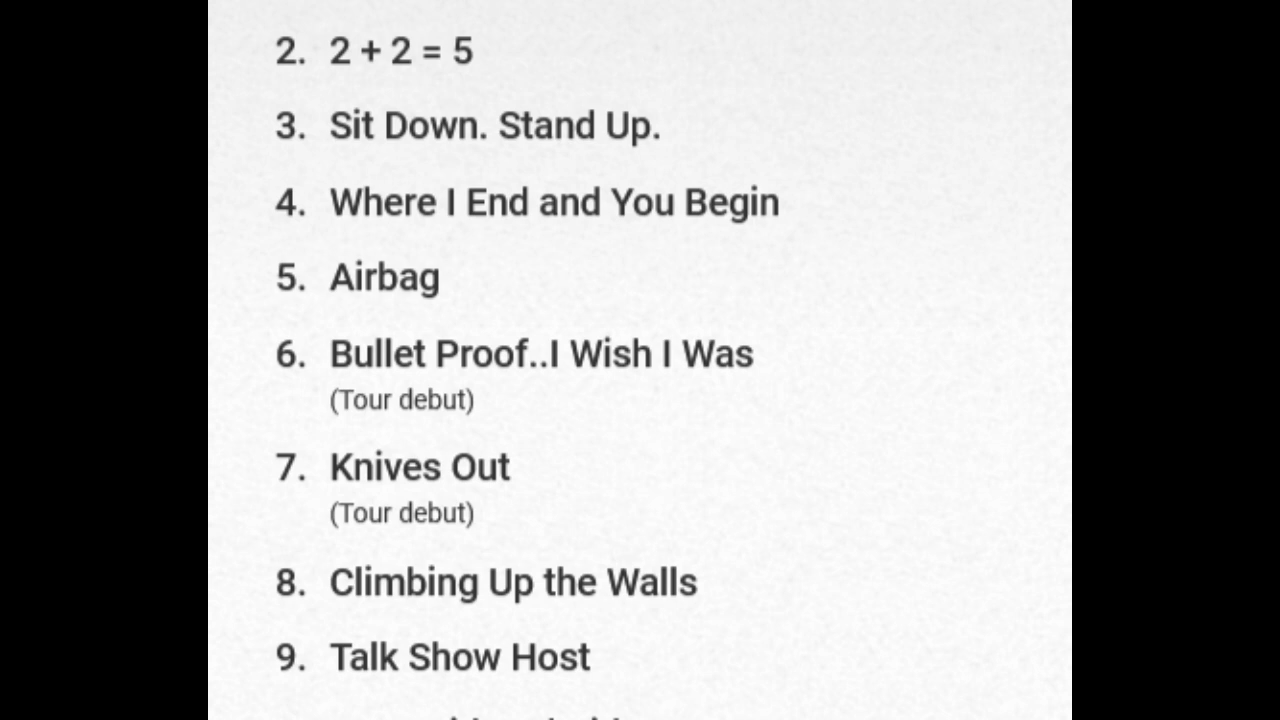 2. 2 + 2 = 5
3. Sit Down. Stand Up.
4. Where I End and You Begin
5. Airbag
6. Bullet Proof..I Wish I Was
(Tour debut)
7. Knives Out
(Tour debut)
8. Climbing Up the Walls
9. Talk Show Host